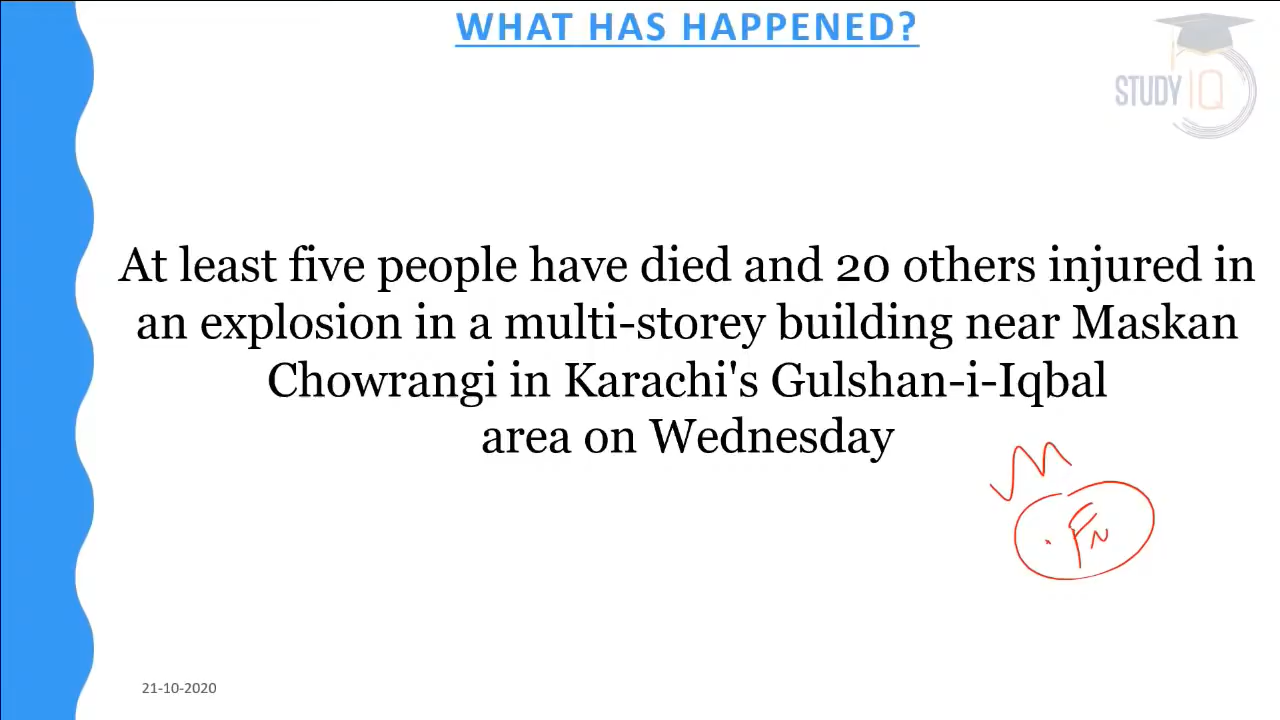 WHAT HAS HAPPENED?
STUDY IQ
At least five people have died and 20 others injured in
an explosion in a multi-storey building near Maskan
Chowrangi in Karachi's Gulshan-i-Iqbal
area on Wednesday
21-10-2020